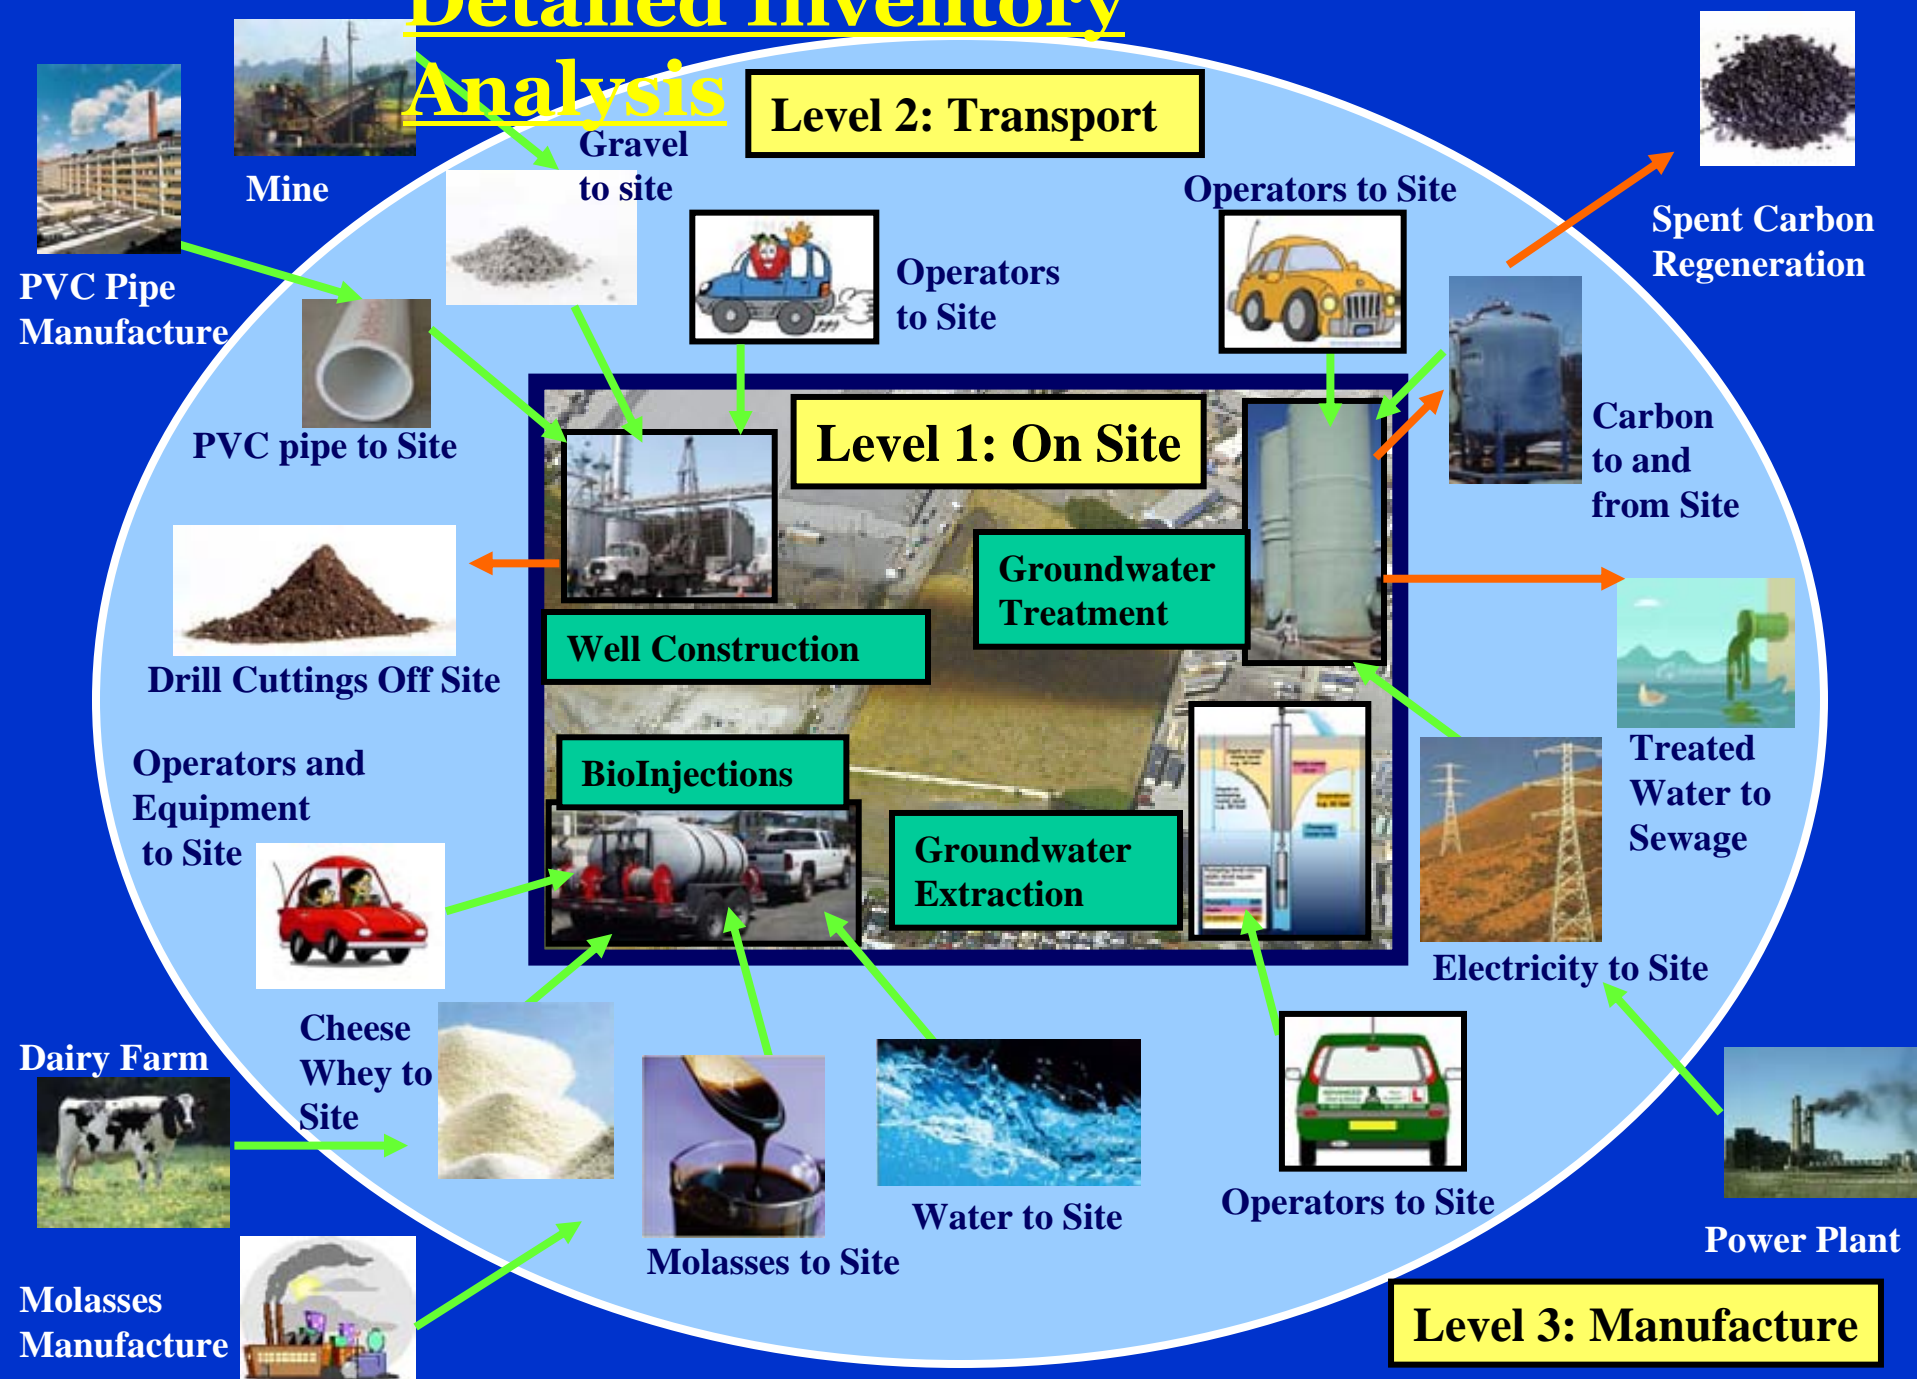 Detailed Inventory
Analysis
Level 2: Transport
Mine
Gravel
to site
Operators to Site
Spent Carbon
Regeneration
PVC Pipe
Manufacture
Operators
to Site
PVC pipe to Site
Level 1: On Site
Carbon
to and
from Site
Groundwater
Treatment
Well Construction
Drill Cuttings Off Site
Treated
Water to
Sewage
Operators and
Equipment
to Site
BioInjections
Groundwater
Extraction
Electricity to Site
Cheese
Whey to
Site
Dairy Farm
Water to Site
Operators to Site
Molasses to Site
Power Plant
Molasses
Manufacture
Level 3: Manufacture